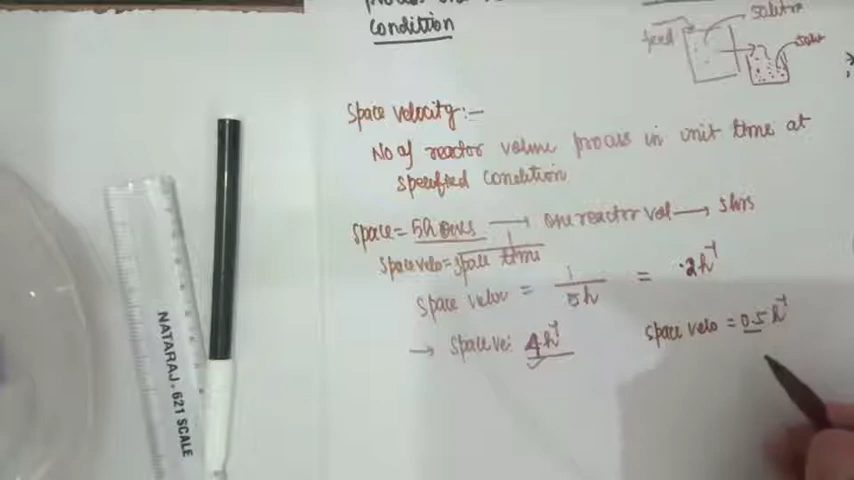 condition
feed
Space velocity:-
No of reactor volume process in unit time at
specified condition
space = 5hours → one reactor vol → 5hrs
space velo = 1/space time
space velo = 1/5h = .2h⁻¹
→ space ve: 4h⁻¹
space velo = 0.5 h⁻¹
NATARAJ 621 SCALE